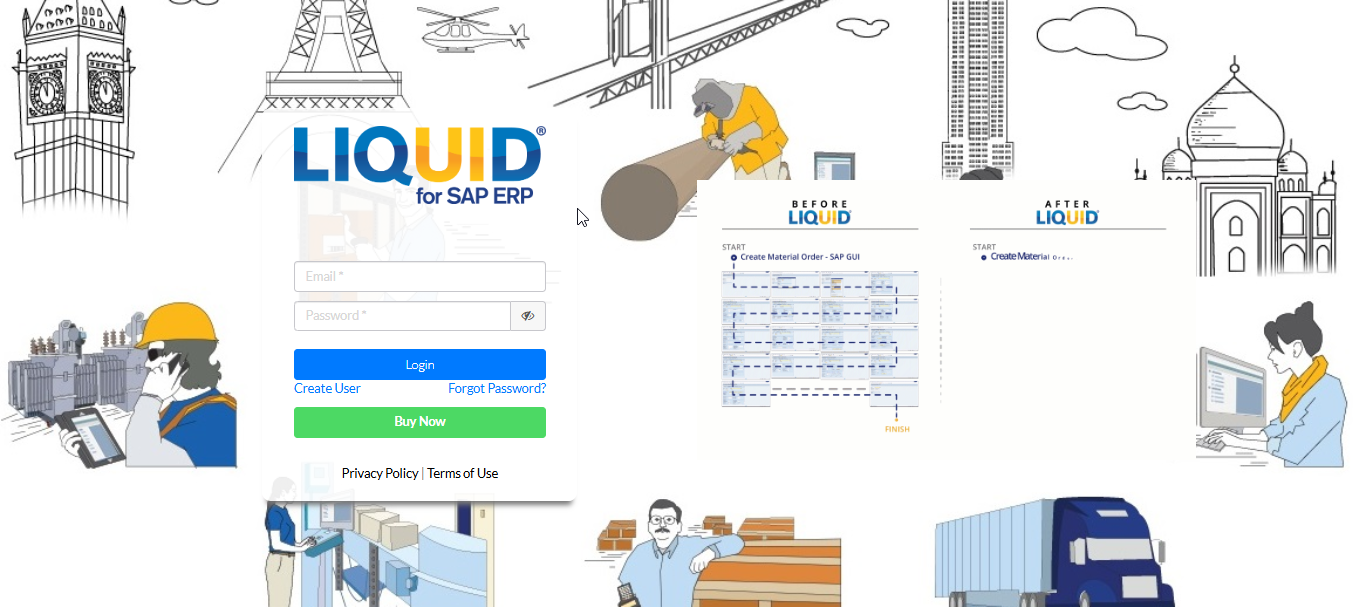 LIQUID®
for SAP ERP
Email *
Password *
Login
Create User
Forgot Password?
Buy Now
Privacy Policy | Terms of Use
BEFORE
LIQUID
START
Create Material Order - SAP GUI
FINISH
AFTER
LIQUID
START
Create Material Or